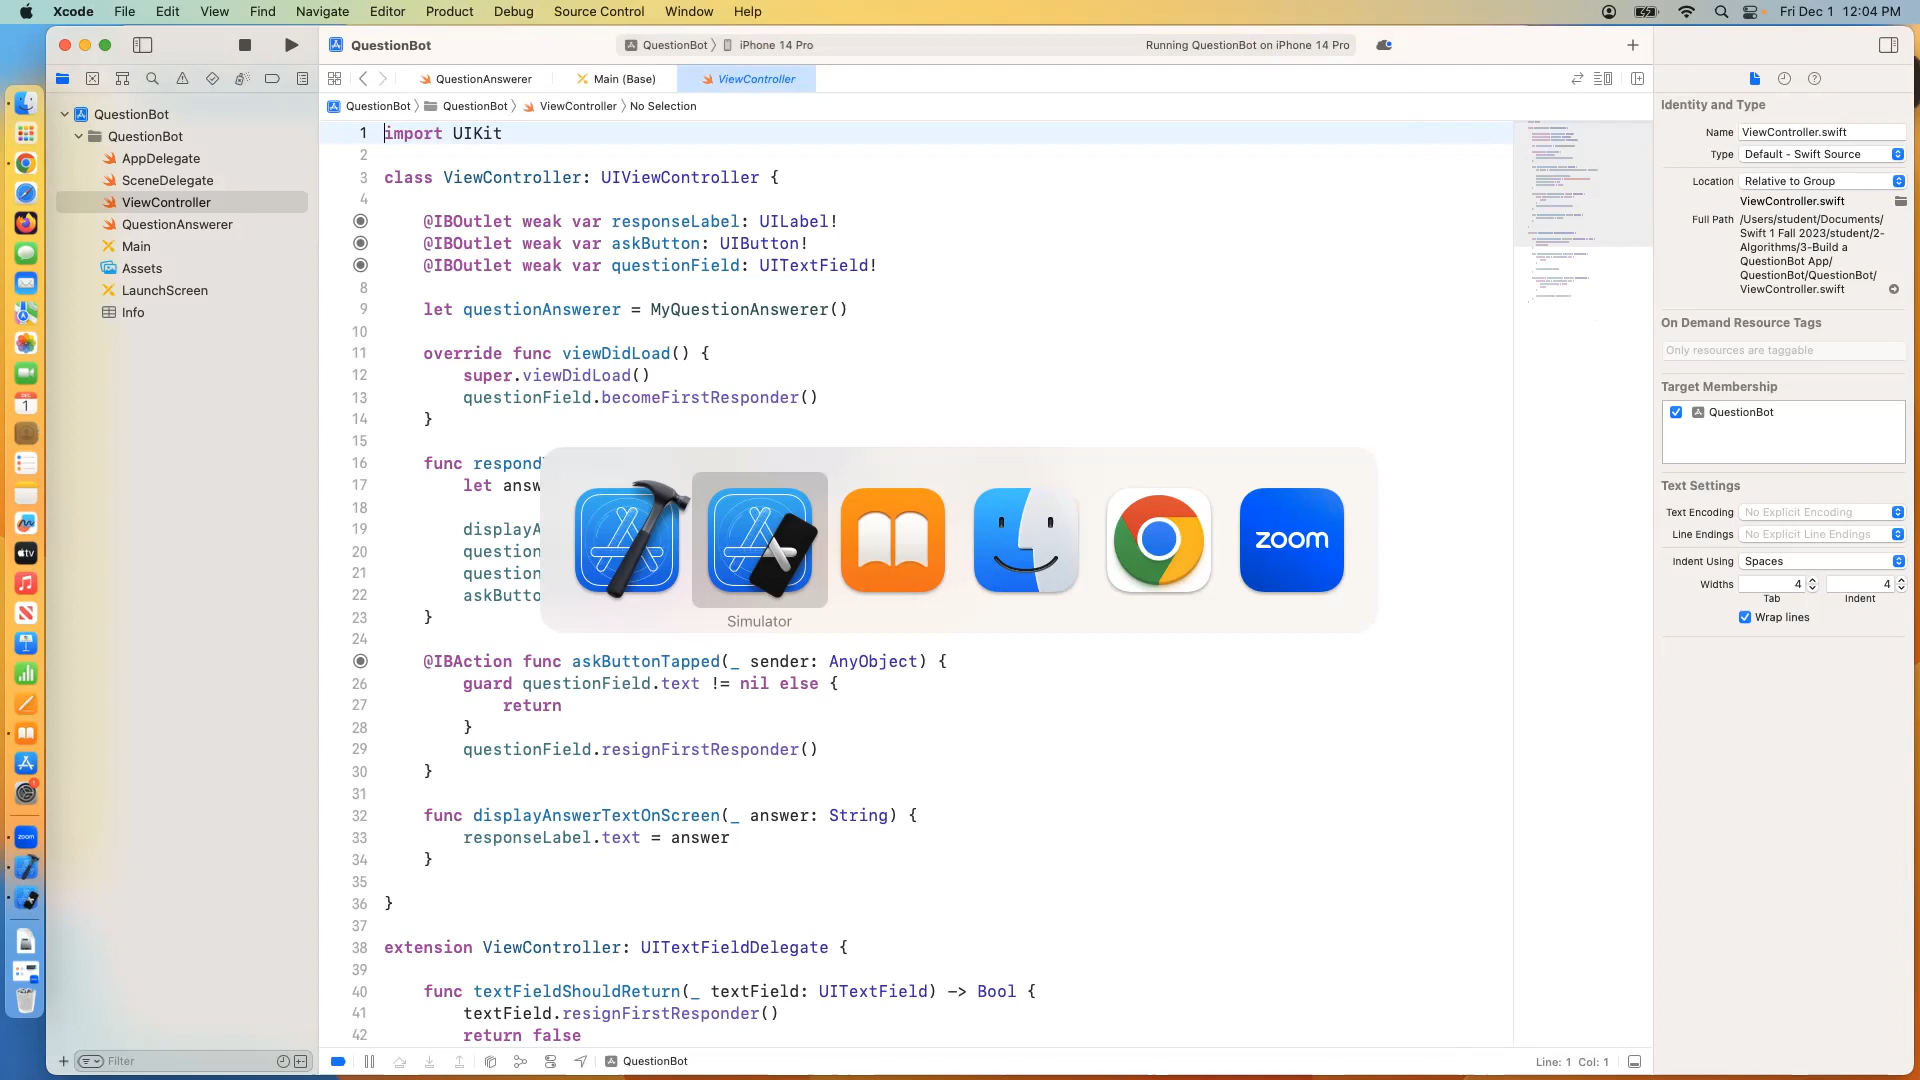 Xcode File Edit View Find Navigate Editor Product Debug Source Control Window Help Fri Dec 1 12:04 PM
QuestionBot QuestionBot iPhone 14 Pro Running QuestionBot on iPhone 14 Pro
QuestionAnswerer Main (Base) ViewController
QuestionBot QuestionBot ViewController No Selection
QuestionBot
QuestionBot
AppDelegate
SceneDelegate
ViewController
QuestionAnswerer
Main
Assets
LaunchScreen
Info
1 import UIKit
2
3 class ViewController: UIViewController {
4
@IBOutlet weak var responseLabel: UILabel!
@IBOutlet weak var askButton: UIButton!
@IBOutlet weak var questionField: UITextField!
8
9 let questionAnswerer = MyQuestionAnswerer()
10
11 override func viewDidLoad() {
12 super.viewDidLoad()
13 questionField.becomeFirstResponder()
14 }
15
16 func respond
17 let answ
18
19 displayA
20 question
21 question
22 askButto
23 }
24
@IBAction func askButtonTapped(_ sender: AnyObject) {
26 guard questionField.text != nil else {
27 return
28 }
29 questionField.resignFirstResponder()
30 }
31
32 func displayAnswerTextOnScreen(_ answer: String) {
33 responseLabel.text = answer
34 }
35
36 }
37
38 extension ViewController: UITextFieldDelegate {
39
40 func textFieldShouldReturn(_ textField: UITextField) -> Bool {
41 textField.resignFirstResponder()
42 return false
zoom
Simulator
Identity and Type
Name ViewController.swift
Type Default - Swift Source
Location Relative to Group
ViewController.swift
Full Path /Users/student/Documents/
Swift 1 Fall 2023/student/2-
Algorithms/3-Build a
QuestionBot App/
QuestionBot/QuestionBot/
ViewController.swift
On Demand Resource Tags
Only resources are taggable
Target Membership
QuestionBot
Text Settings
Text Encoding No Explicit Encoding
Line Endings No Explicit Line Endings
Indent Using Spaces
Widths 4 4
Tab Indent
Wrap lines
Filter
QuestionBot
Line: 1 Col: 1